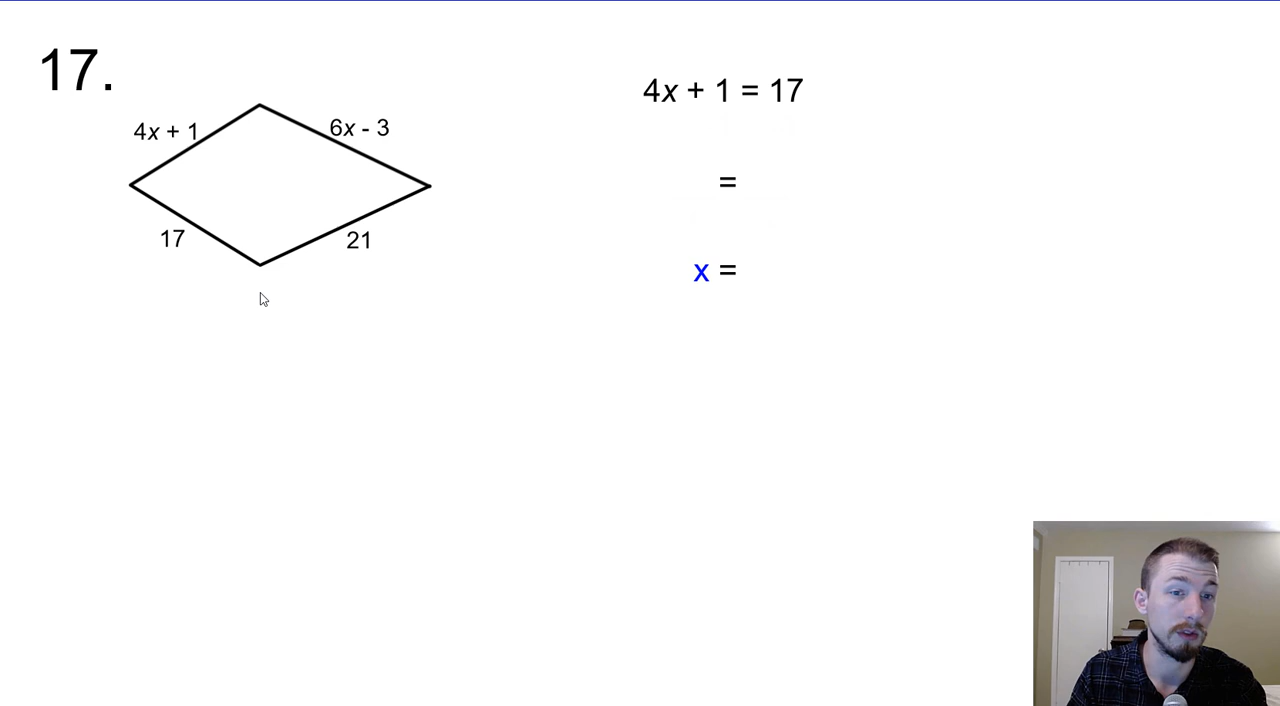 17.
4x + 1
6x - 3
17
21
4x + 1 = 17
=
x =